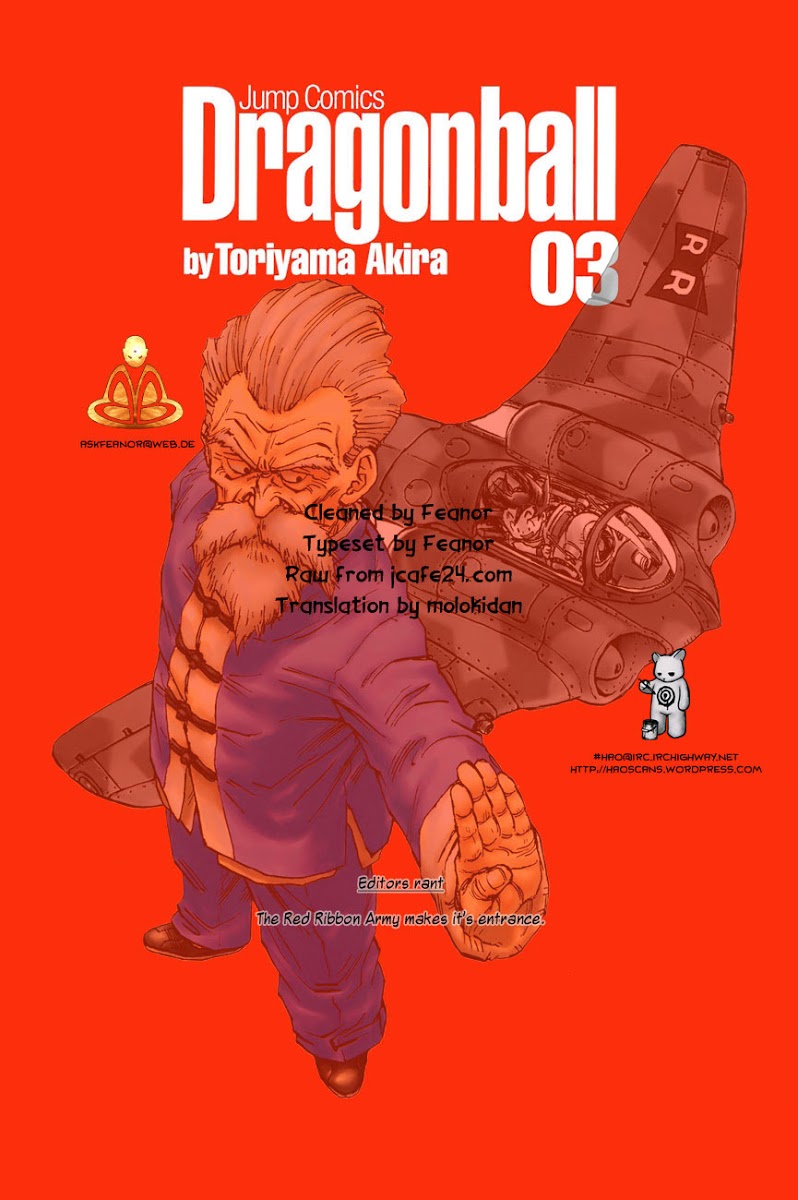 Jump Comics
Dragonball
by Toriyama Akira
03
R R
ASKFEANOR@WEB.DE
Cleaned by Feanor
Typeset by Feanor
Raw from jcafe24.com
Translation by molokidan
#HAO@IRC.IRCHIGHWAY.NET
HTTP://HAOSCANS.WORDPRESS.COM
Editors rant
The Red Ribbon Army makes it's entrance.